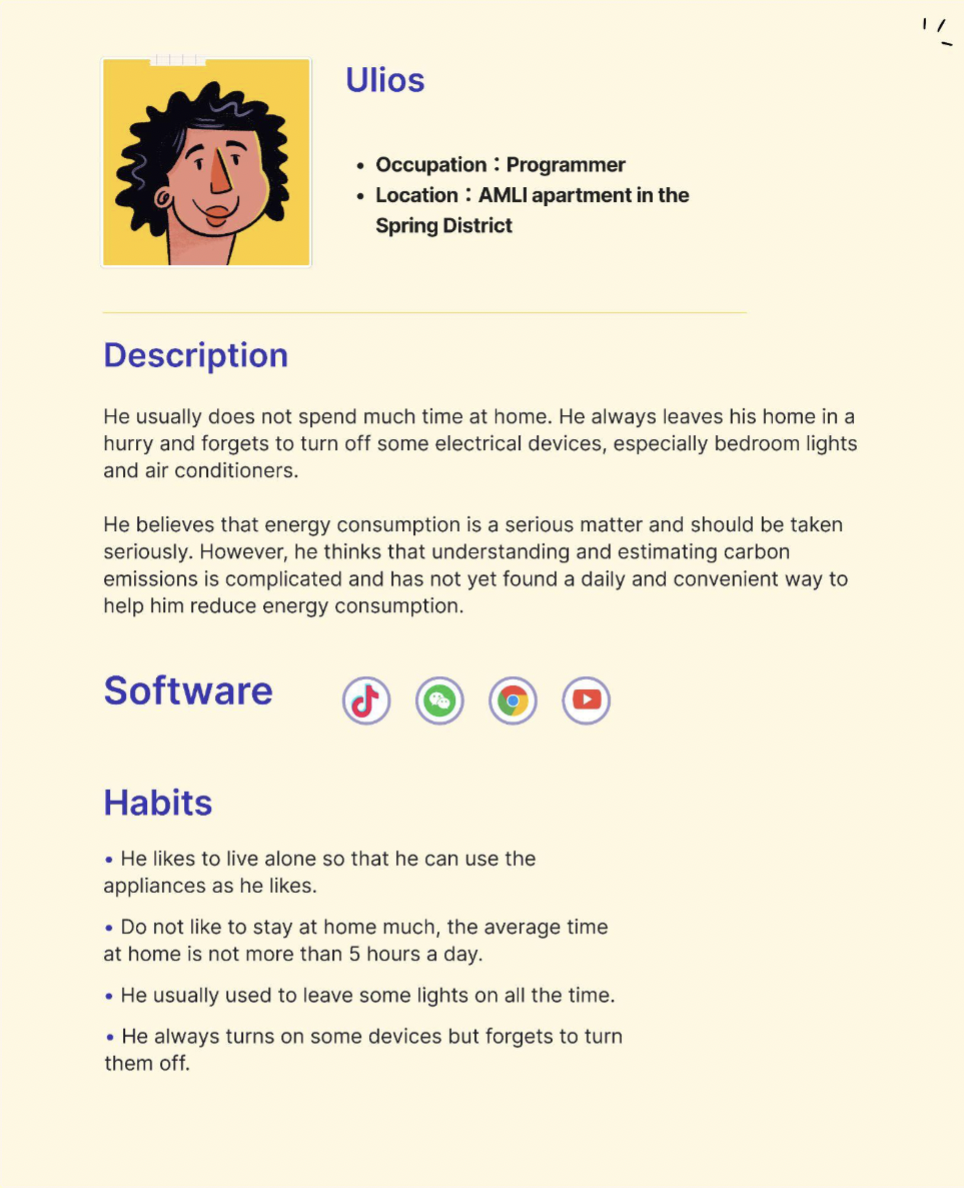 Ulios
• Occupation：Programmer
• Location：AMLI apartment in the
Spring District
Description
He usually does not spend much time at home. He always leaves his home in a
hurry and forgets to turn off some electrical devices, especially bedroom lights
and air conditioners.
He believes that energy consumption is a serious matter and should be taken
seriously. However, he thinks that understanding and estimating carbon
emissions is complicated and has not yet found a daily and convenient way to
help him reduce energy consumption.
Software
Habits
• He likes to live alone so that he can use the
appliances as he likes.
• Do not like to stay at home much, the average time
at home is not more than 5 hours a day.
• He usually used to leave some lights on all the time.
• He always turns on some devices but forgets to turn
them off.